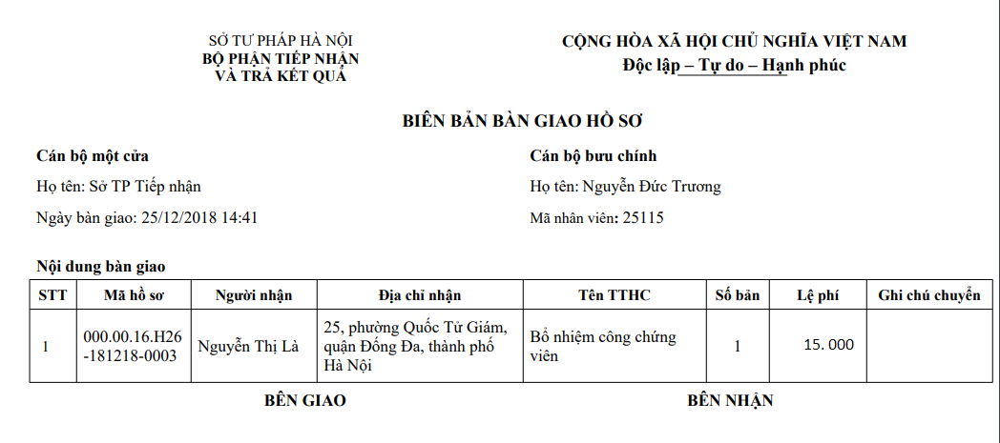 SỞ TƯ PHÁP HÀ NỘI
BỘ PHẬN TIẾP NHẬN
VÀ TRẢ KẾT QUẢ
CỘNG HÒA XÃ HỘI CHỦ NGHĨA VIỆT NAM
Độc lập – Tự do – Hạnh phúc
BIÊN BẢN BÀN GIAO HỒ SƠ
Cán bộ một cửa
Họ tên: Sở TP Tiếp nhận
Ngày bàn giao: 25/12/2018 14:41
Cán bộ bưu chính
Họ tên: Nguyễn Đức Trương
Mã nhân viên: 25115
Nội dung bàn giao
STT Mã hồ sơ Người nhận Địa chỉ nhận Tên TTHC Số bản Lệ phí Ghi chú chuyển
1
000.00.16.H26
-181218-0003
Nguyễn Thị Là
25, phường Quốc Tử Giám,
quận Đống Đa, thành phố
Hà Nội
Bổ nhiệm công chứng
viên
1
15.000
BÊN GIAO
BÊN NHẬN